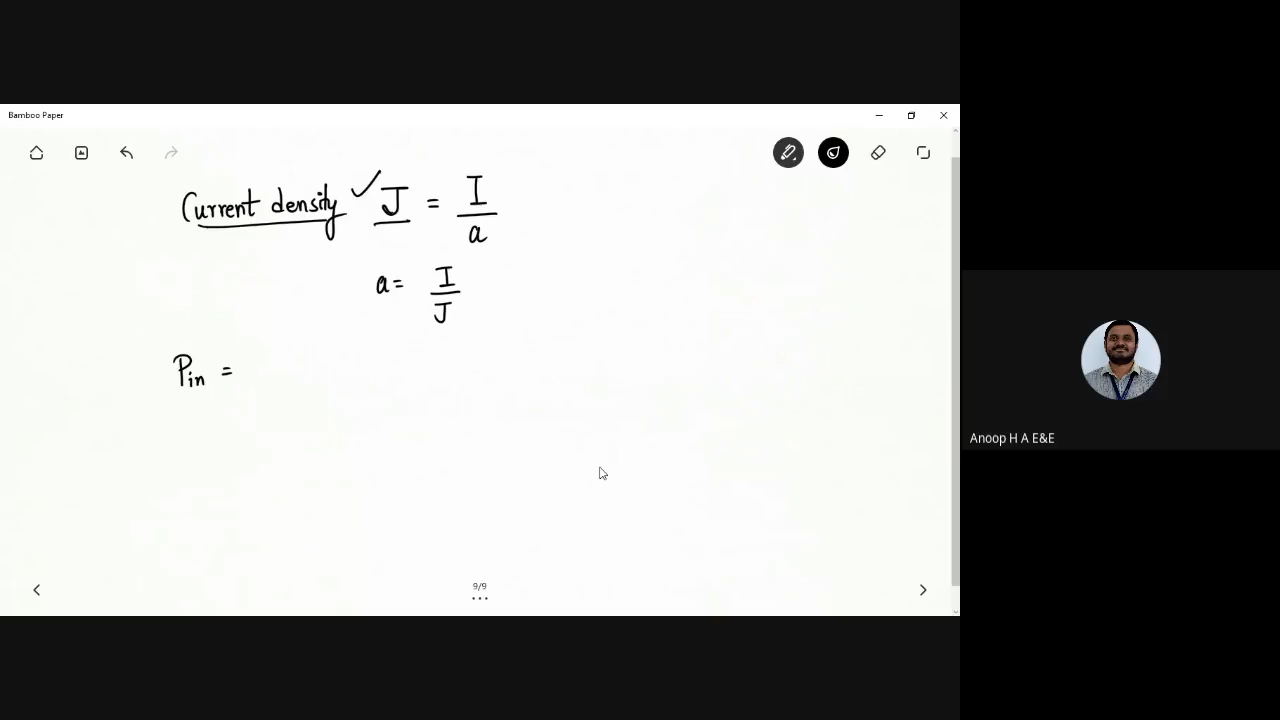 Bamboo Paper
Current density ✓ J = I/a
a = I/J
Pin =
9/9
Anoop H A E&E